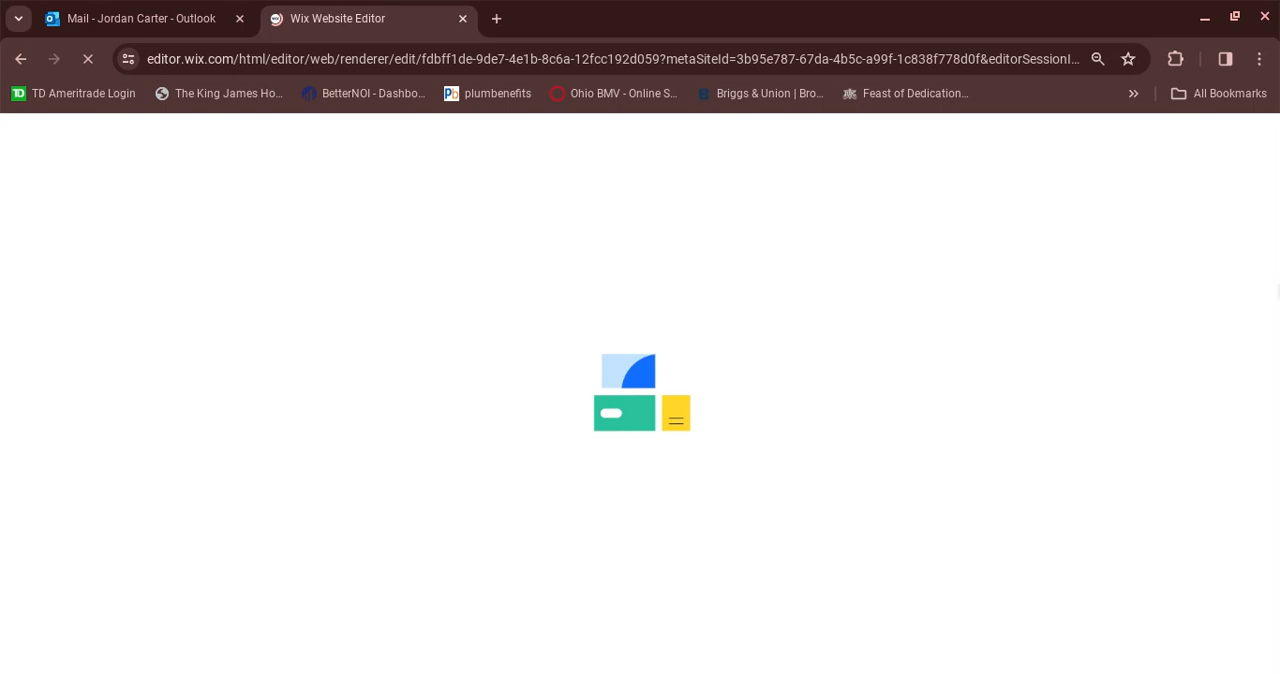 Mail - Jordan Carter - Outlook
Wix Website Editor
editor.wix.com/html/editor/web/renderer/edit/fdbff1de-9de7-4e1b-8c6a-12fcc192d059?metaSiteId=3b95e787-67da-4b5c-a99f-1c838f778d0f&editorSessionI...
TD Ameritrade Login
The King James Ho...
BetterNOI - Dashbo...
plumbenefits
Ohio BMV - Online S...
Briggs & Union | Bro...
Feast of Dedication...
All Bookmarks